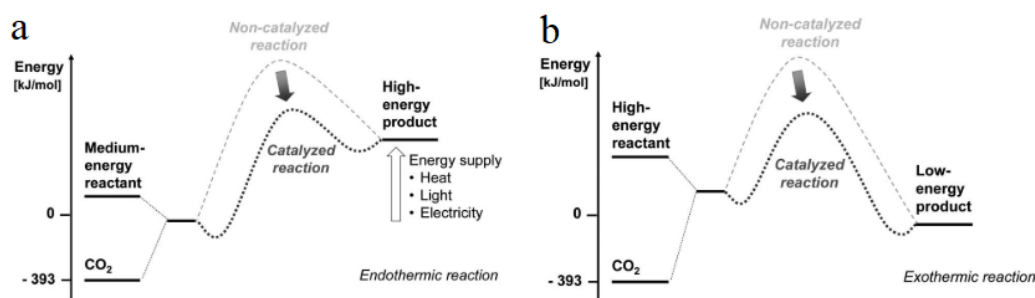 a
Non-catalyzed
reaction
Energy
[kJ/mol]
High-
energy
product
Medium-
energy
reactant
Catalyzed
reaction
Energy supply
• Heat
• Light
• Electricity
0
CO₂
- 393
Endothermic reaction
b
Non-catalyzed
reaction
Energy
[kJ/mol]
High-
energy
reactant
Catalyzed
reaction
Low-
energy
product
0
CO₂
- 393
Exothermic reaction